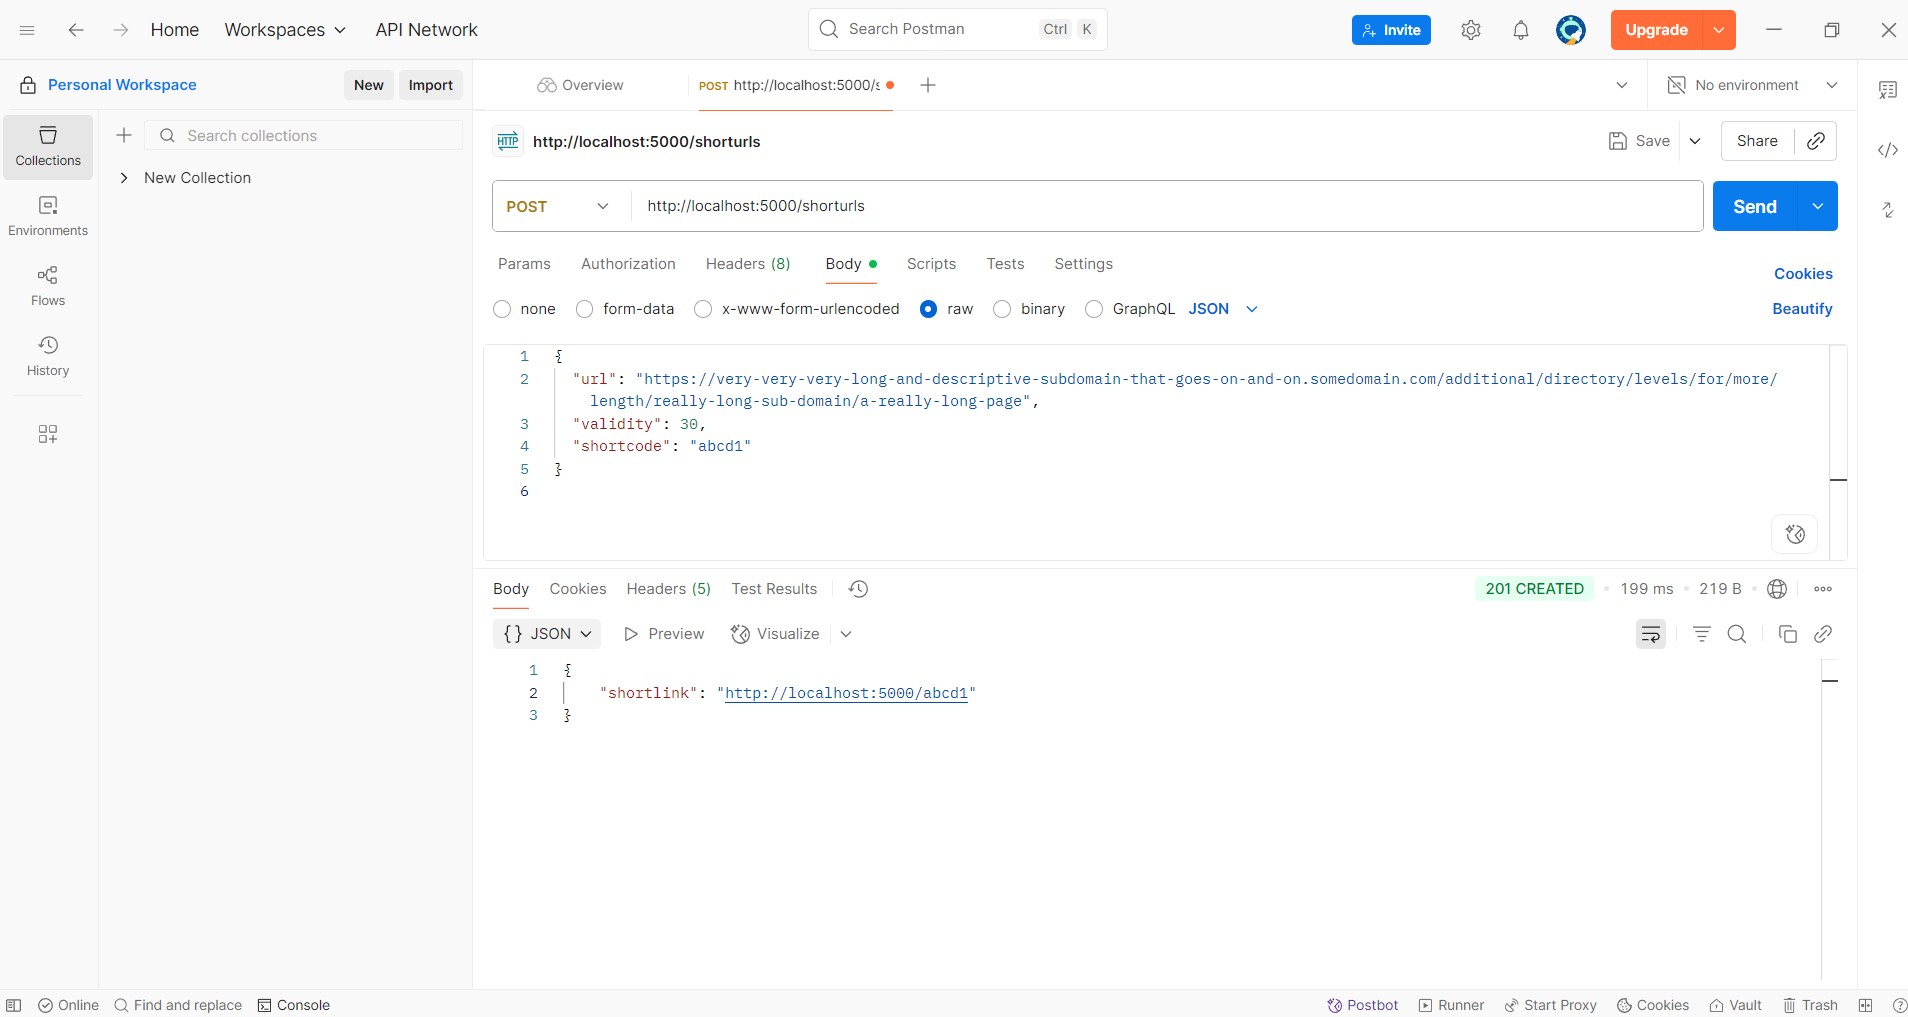 Home Workspaces API Network Search Postman Ctrl K Invite Upgrade
Personal Workspace New Import Overview POST http://localhost:5000/s No environment
Collections
Search collections
New Collection
Environments
Flows
History
http://localhost:5000/shorturls Save Share
HTTP
POST http://localhost:5000/shorturls Send
Params Authorization Headers (8) Body Scripts Tests Settings Cookies
none form-data x-www-form-urlencoded raw binary GraphQL JSON Beautify
1 {
2 "url": "https://very-very-very-long-and-descriptive-subdomain-that-goes-on-and-on.somedomain.com/additional/directory/levels/for/more/
length/really-long-sub-domain/a-really-long-page",
3 "validity": 30,
4 "shortcode": "abcd1"
5 }
6
Body Cookies Headers (5) Test Results 201 CREATED 199 ms 219 B
{} JSON Preview Visualize
1 {
2 "shortlink": "http://localhost:5000/abcd1"
3 }
Online Find and replace Console Postbot Runner Start Proxy Cookies Vault Trash